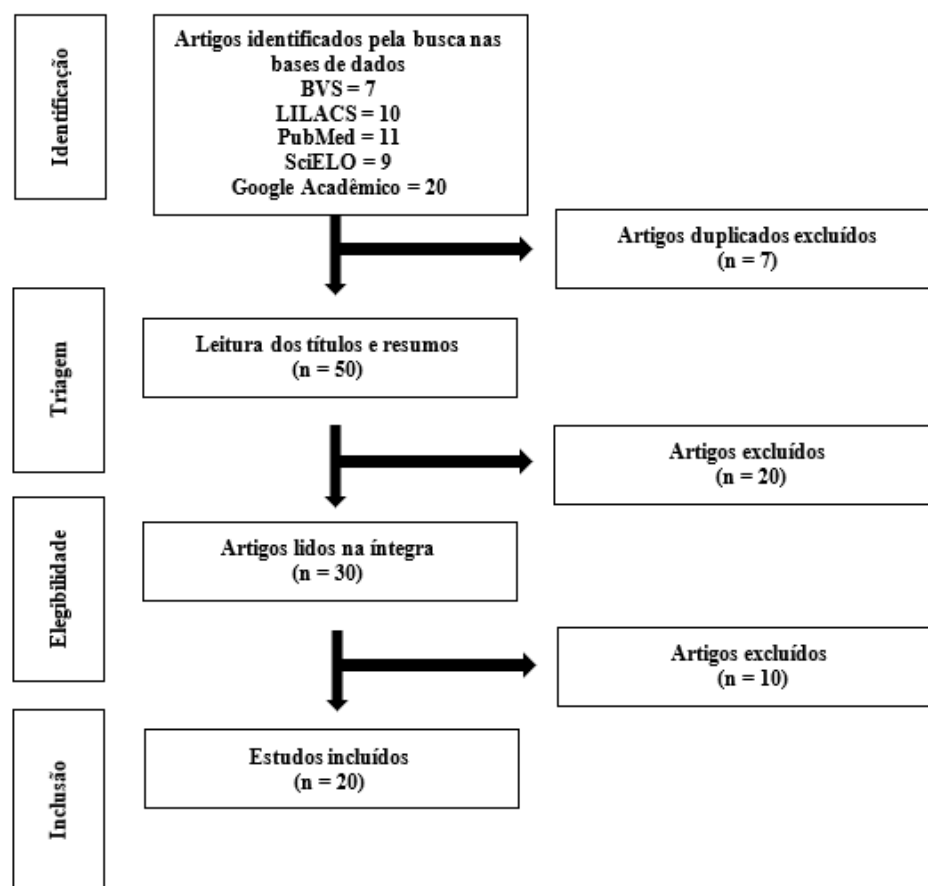 Identificação
Artigos identificados pela busca nas
bases de dados
BVS = 7
LILACS = 10
PubMed = 11
SciELO = 9
Google Acadêmico = 20
Artigos duplicados excluídos
(n = 7)
Triagem
Leitura dos títulos e resumos
(n = 50)
Artigos excluídos
(n = 20)
Elegibilidade
Artigos lidos na íntegra
(n = 30)
Artigos excluídos
(n = 10)
Inclusão
Estudos incluídos
(n = 20)